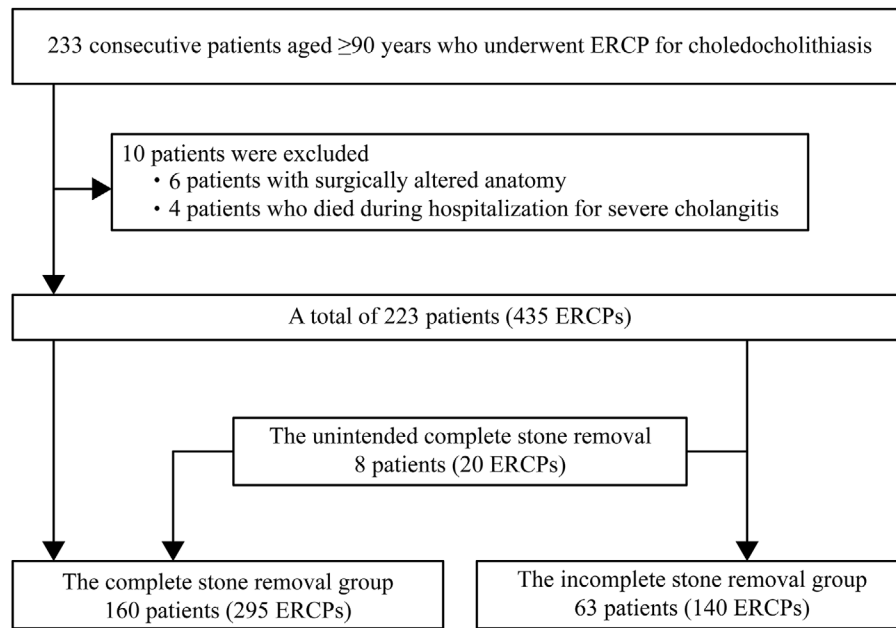 233 consecutive patients aged ≥90 years who underwent ERCP for choledocholithiasis
10 patients were excluded
・6 patients with surgically altered anatomy
・4 patients who died during hospitalization for severe cholangitis
A total of 223 patients (435 ERCPs)
The unintended complete stone removal
8 patients (20 ERCPs)
The complete stone removal group
160 patients (295 ERCPs)
The incomplete stone removal group
63 patients (140 ERCPs)